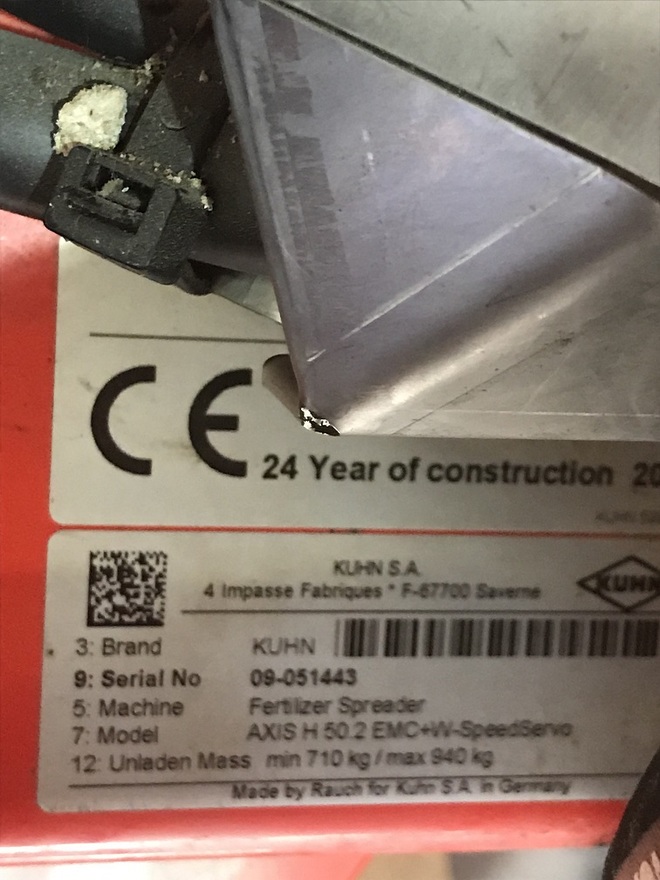 CE
24 Year of construction 20
KUHN S.A.
4 Impasse Fabriques * F-67700 Saverne
KUHN
3: Brand KUHN
9: Serial No 09-051443
5: Machine Fertilizer Spreader
7: Model AXIS H 50.2 EMC+W-SpeedServo
12: Unladen Mass min 710 kg / max 940 kg
Made by Rauch for Kuhn S.A. in Germany